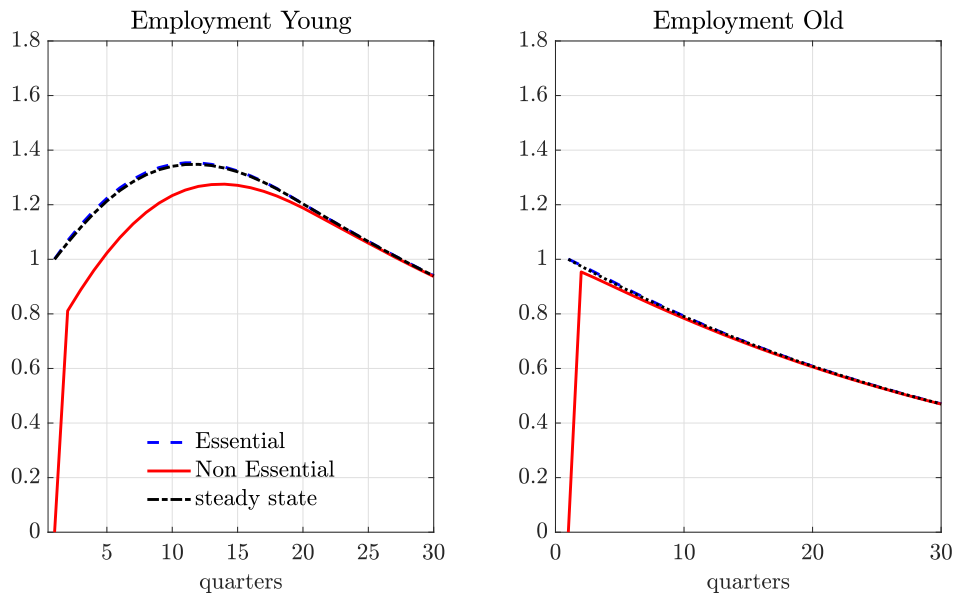 Employment Young
1.8
1.6
1.4
1.2
1
0.8
0.6
0.4
0.2
0
Essential
Non Essential
steady state
5 10 15 20 25 30
quarters
Employment Old
1.8
1.6
1.4
1.2
1
0.8
0.6
0.4
0.2
0
0 10 20 30
quarters